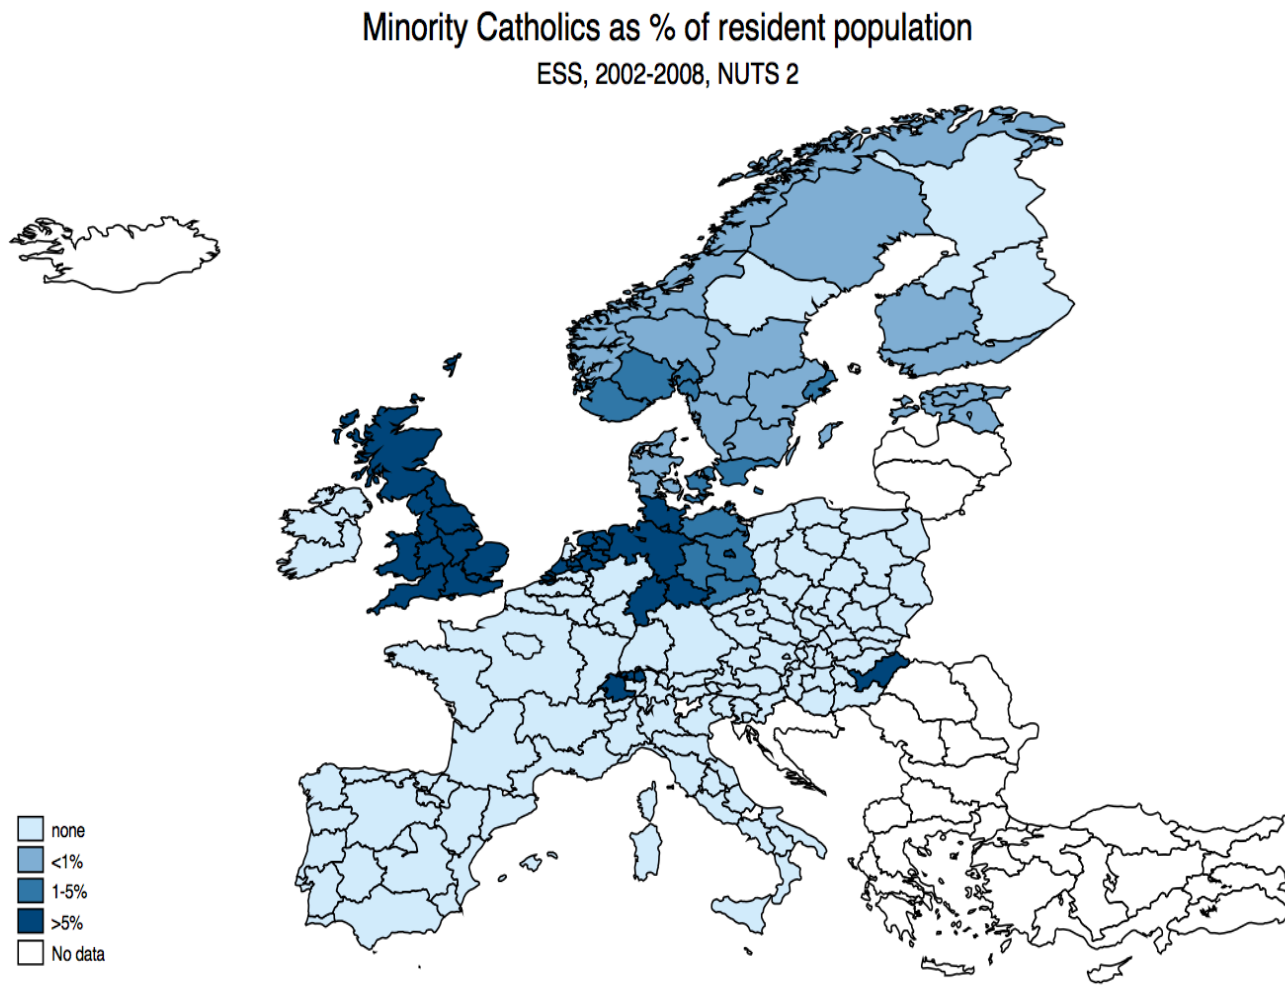 Minority Catholics as % of resident population
ESS, 2002-2008, NUTS 2
none
<1%
1-5%
>5%
No data